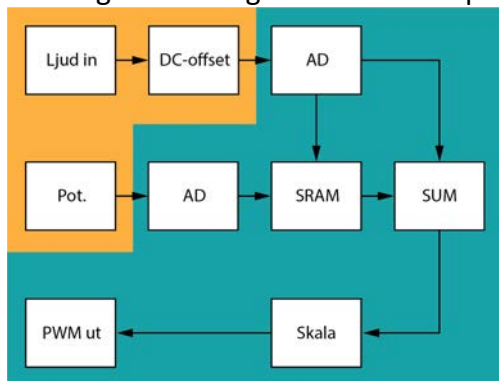 Ljud in
DC-offset
AD
Pot.
AD
SRAM
SUM
PWM ut
Skala